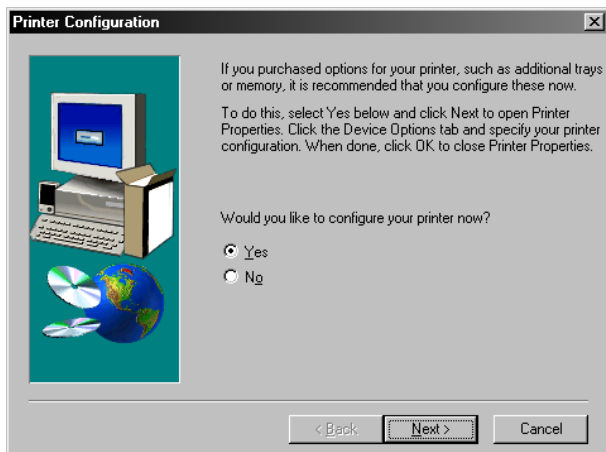 Printer Configuration
If you purchased options for your printer, such as additional trays
or memory, it is recommended that you configure these now.
To do this, select Yes below and click Next to open Printer
Properties. Click the Device Options tab and specify your printer
configuration. When done, click OK to close Printer Properties.
Would you like to configure your printer now?
Yes
No
< Back
Next >
Cancel